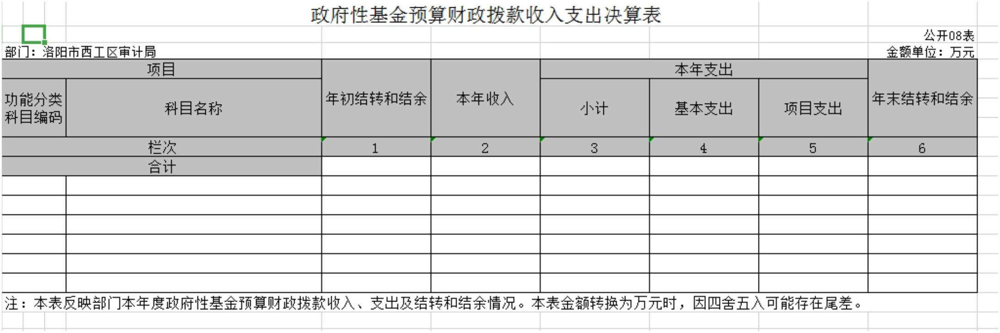 政府性基金预算财政拨款收入支出决算表
公开08表
部门：洛阳市西工区审计局
金额单位：万元
项目
年初结转和结余
本年收入
本年支出
年末结转和结余
功能分类
科目编码
科目名称
小计
基本支出
项目支出
栏次
1
2
3
4
5
6
合计
注：本表反映部门本年度政府性基金预算财政拨款收入、支出及结转和结余情况。本表金额转换为万元时，因四舍五入可能存在尾差。